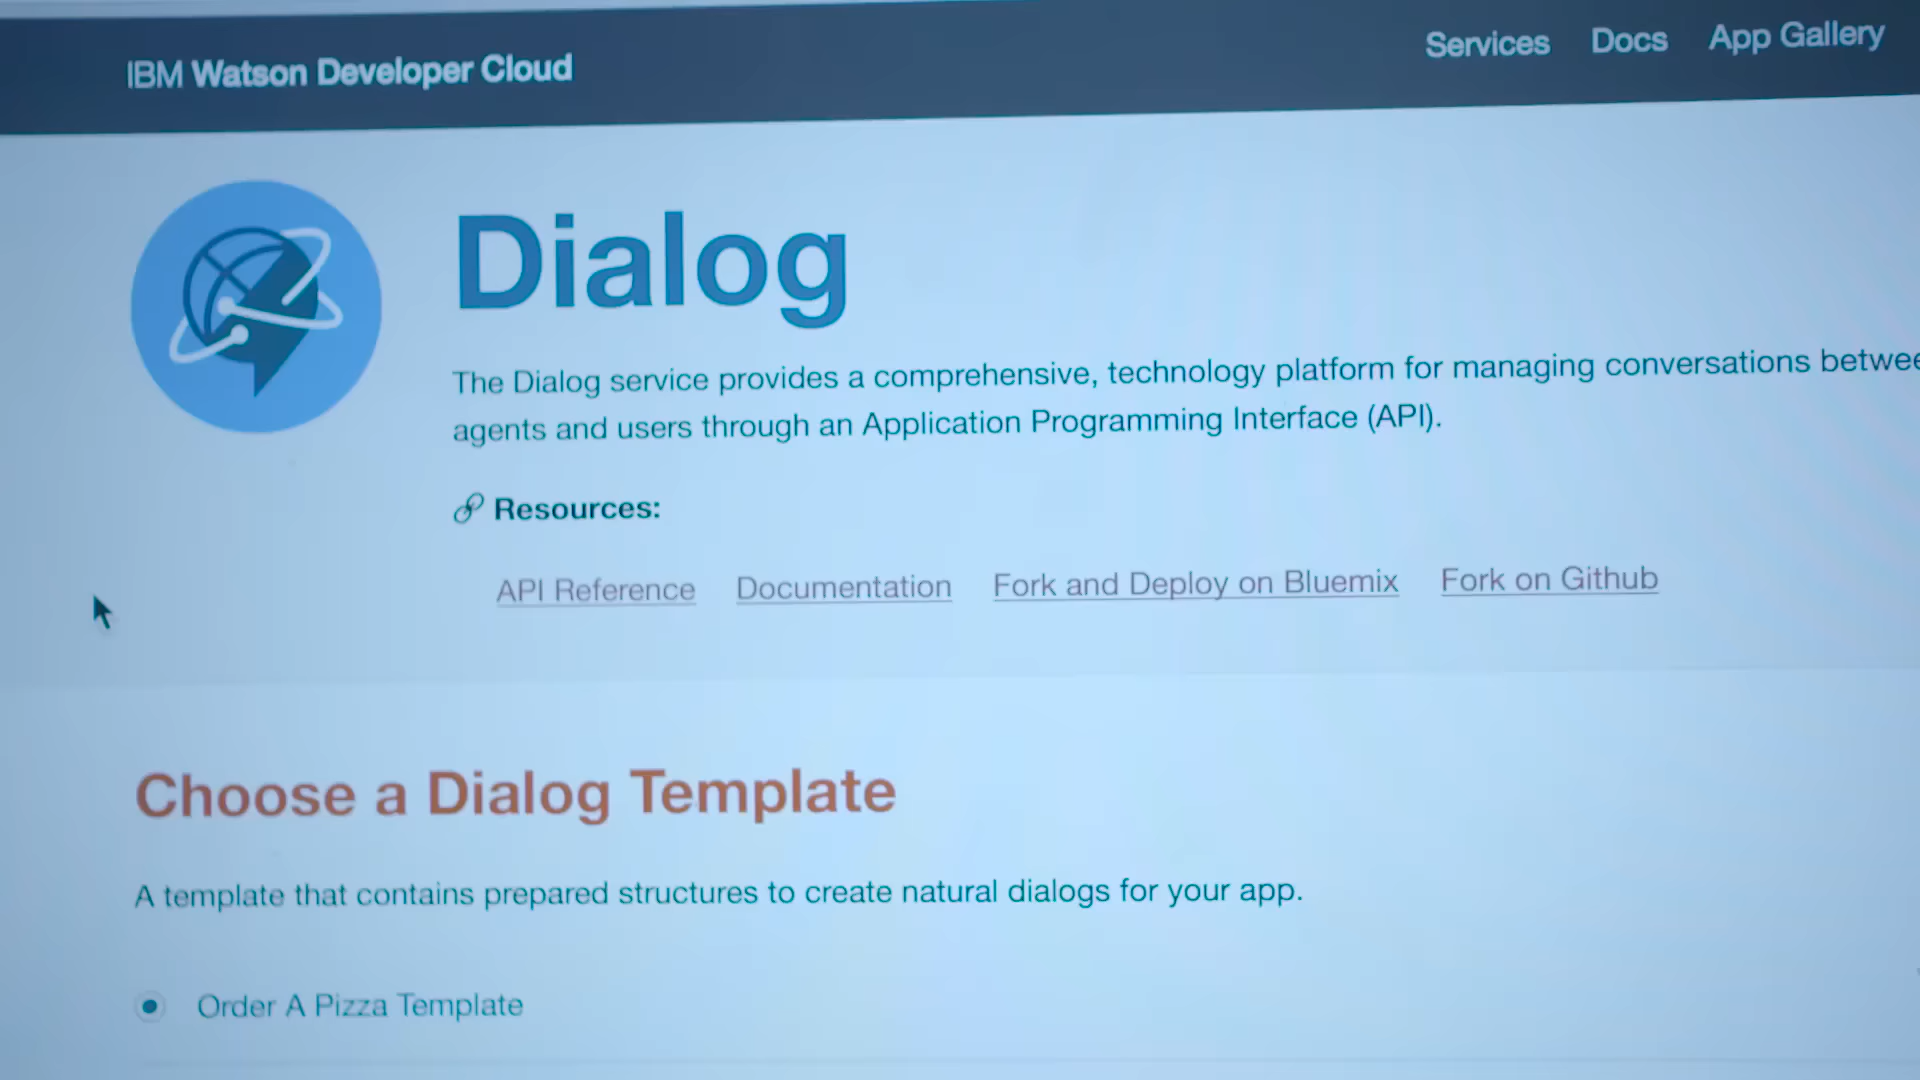 IBM Watson Developer Cloud
Services Docs App Gallery
Dialog
The Dialog service provides a comprehensive, technology platform for managing conversations betwee
agents and users through an Application Programming Interface (API).
Resources:
API Reference Documentation Fork and Deploy on Bluemix Fork on Github
Choose a Dialog Template
A template that contains prepared structures to create natural dialogs for your app.
Order A Pizza Template